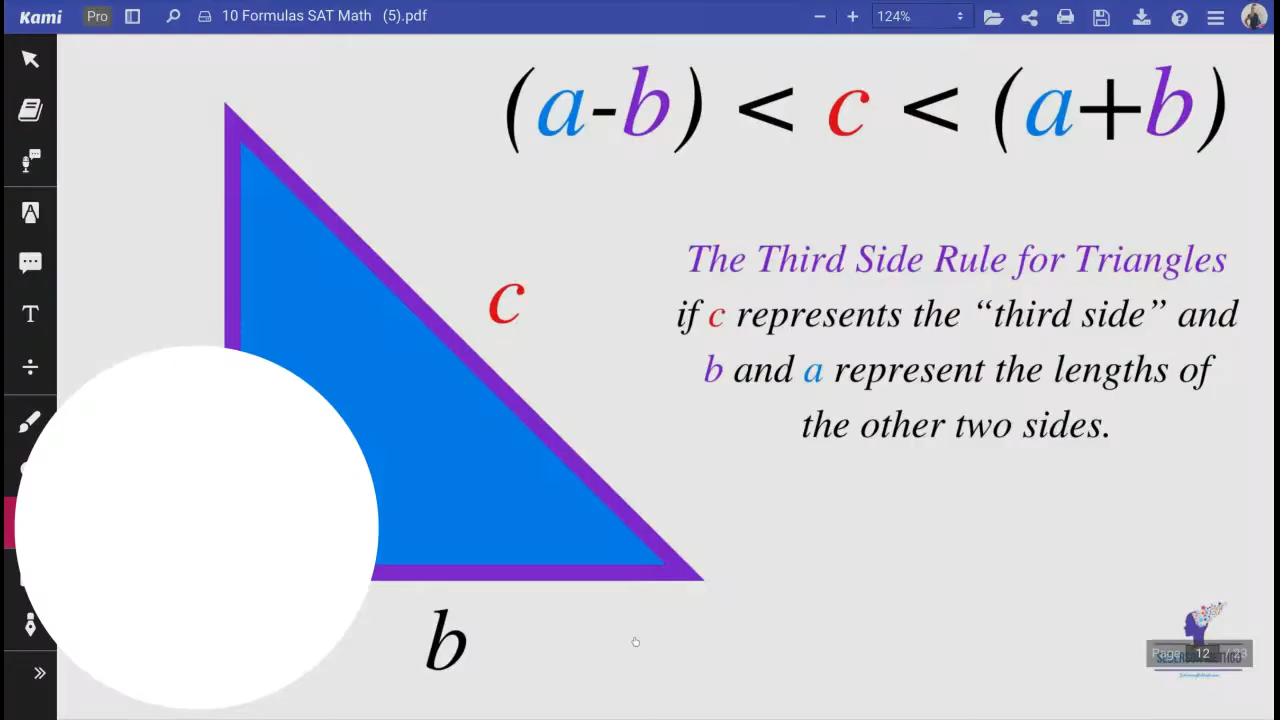 Kami Pro 10 Formulas SAT Math (5).pdf 124%
(a-b) < c < (a+b)
The Third Side Rule for Triangles
if c represents the “third side” and
b and a represent the lengths of
the other two sides.
c
b
Page 12 / 23